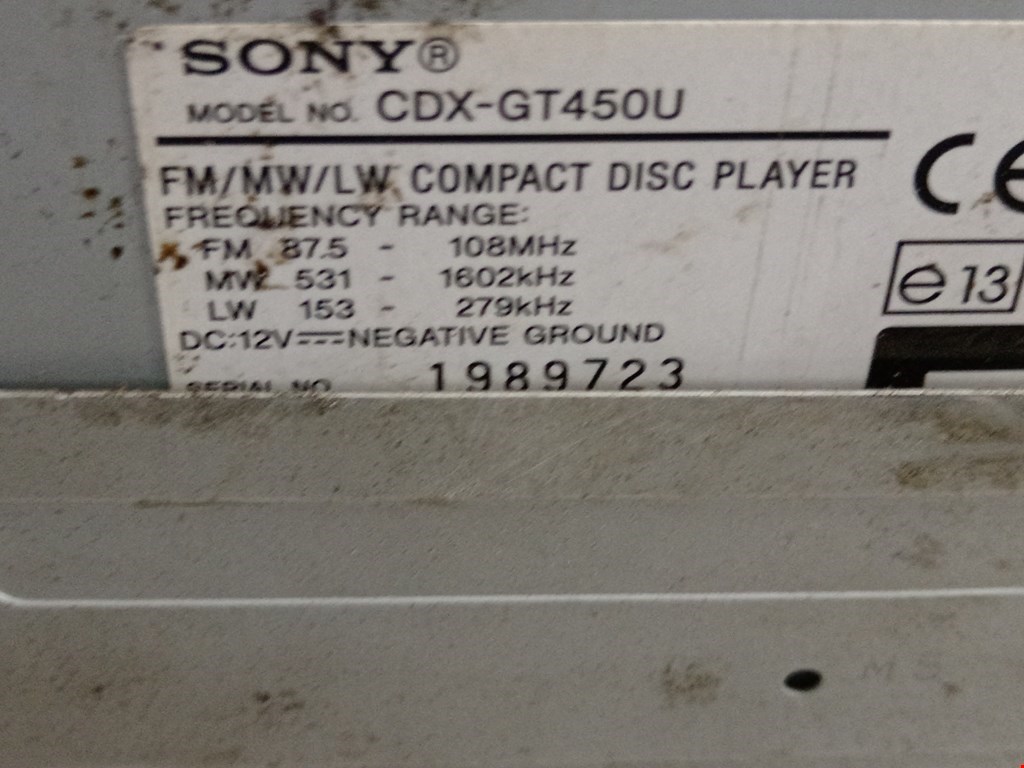 SONY®
MODEL NO. CDX-GT450U
FM/MW/LW COMPACT DISC PLAYER
CE
FREQUENCY RANGE:
FM 87.5 - 108MHz
MW 531 - 1602kHz
LW 153 - 279kHz
e 13
DC:12V⎓NEGATIVE GROUND
SERIAL NO. 1989723
M S